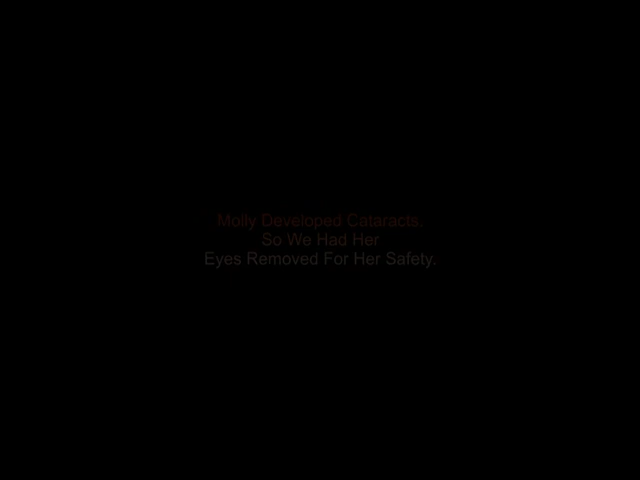 Molly Developed Cataracts.
So We Had Her
Eyes Removed For Her Safety.